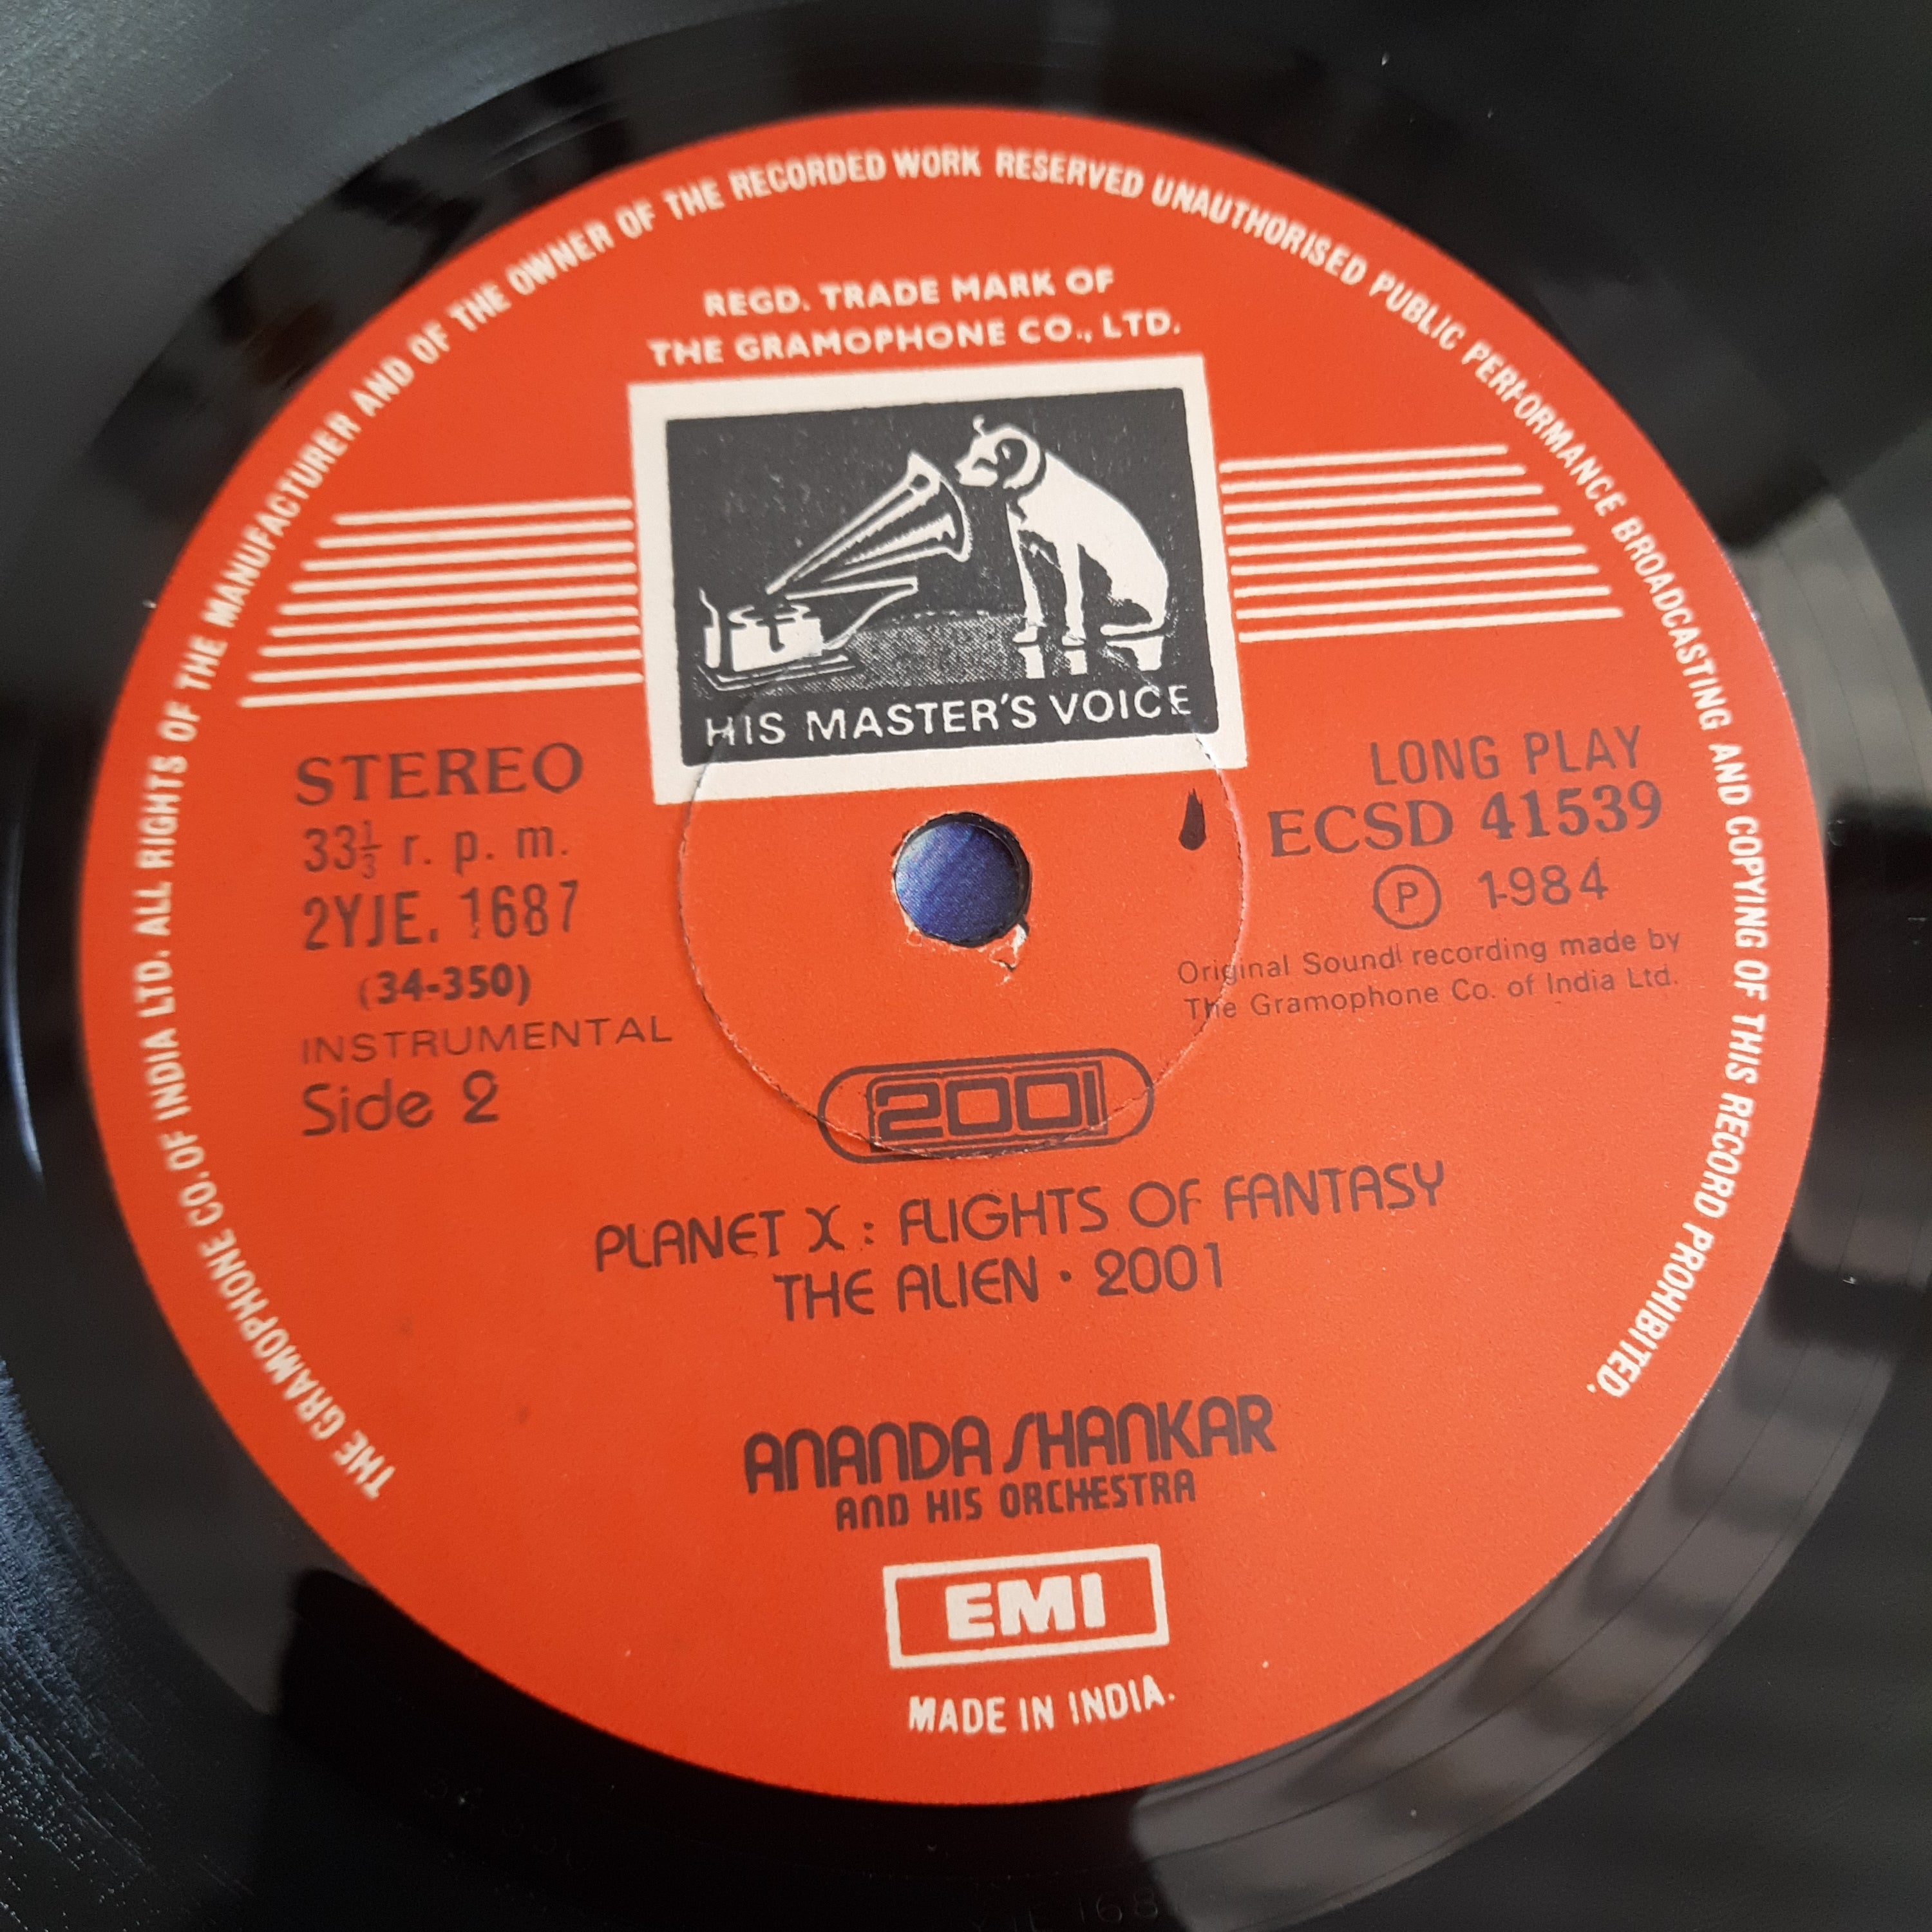 THE GRAMOPHONE CO. OF INDIA LTD. ALL RIGHTS OF THE MANUFACTURER AND OF THE OWNER OF THE RECORDED WORK RESERVED UNAUTHORISED PUBLIC PERFORMANCE BROADCASTING AND COPYING OF THIS RECORD PROHIBITED.
REGD. TRADE MARK OF
THE GRAMOPHONE CO., LTD.
HIS MASTER'S VOICE
STEREO
33⅓ r. p. m.
2YJE. 1687
(34-350)
INSTRUMENTAL
Side 2
LONG PLAY
ECSD 41539
Ⓟ 1984
Original Sound recording made by
The Gramophone Co. of India Ltd.
2001
PLANET X : FLIGHTS OF FANTASY
THE ALIEN · 2001
ANANDA SHANKAR
AND HIS ORCHESTRA
EMI
MADE IN INDIA.